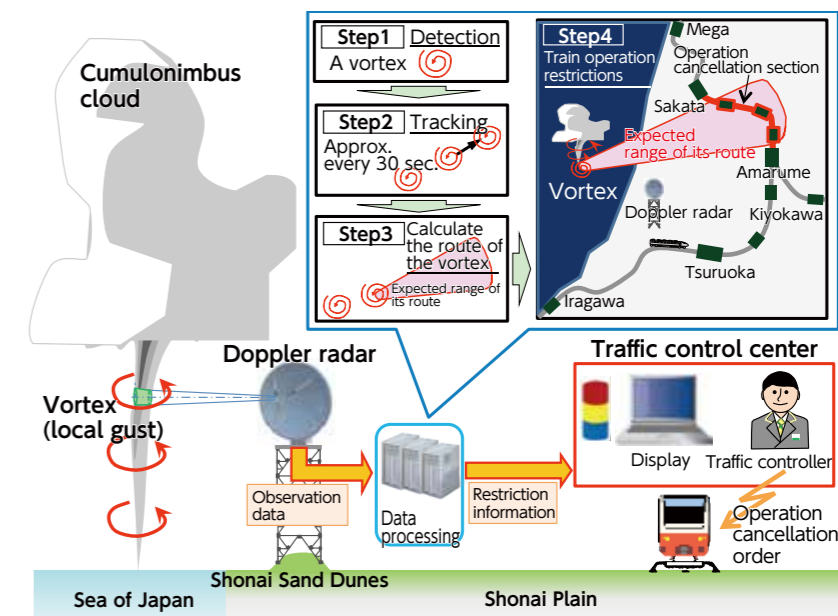 Cumulonimbus
cloud
Step1 Detection
A vortex
Step2 Tracking
Approx.
every 30 sec.
Step3 Calculate
the route of
the vortex
Expected range of
its route
Step4
Train operation
restrictions
Mega
Operation
cancellation section
Sakata
Expected
range of its route
Vortex
Amarume
Doppler radar
Kiyokawa
Tsuruoka
Iragawa
Doppler radar
Vortex
(local gust)
Observation
data
Data
processing
Restriction
information
Traffic control center
Display
Traffic controller
Operation
cancellation
order
Shonai Sand Dunes
Sea of Japan
Shonai Plain